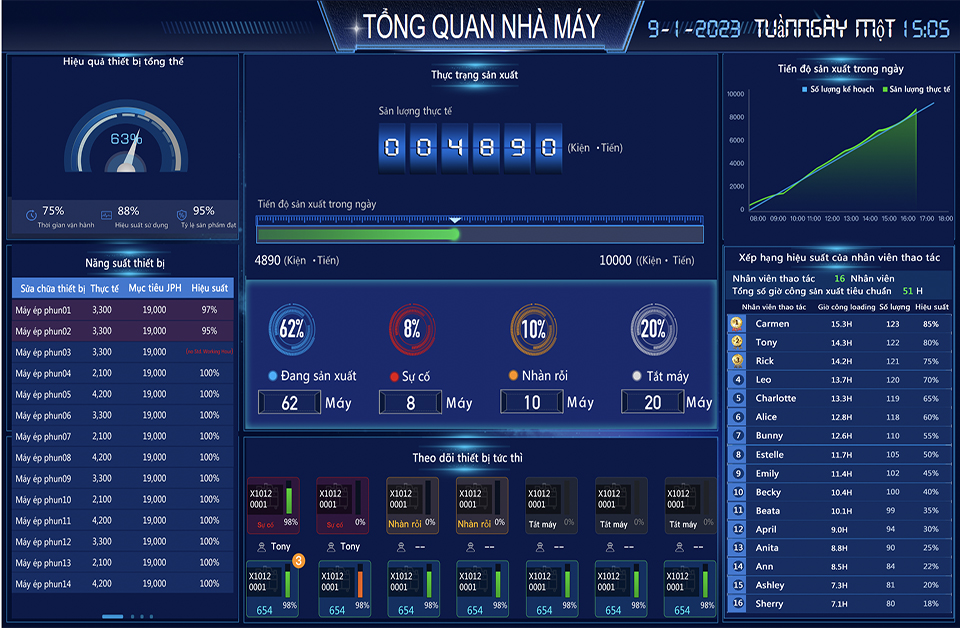 TỔNG QUAN NHÀ MÁY
9-1-2023 TUầNNGÀY MộT 15:05
Hiệu quả thiết bị tổng thể
63%
75% 88% 95%
Thời gian vận hành Hiệu suất sử dụng Tỷ lệ sản phẩm đạt
Năng suất thiết bị
Sửa chữa thiết bị Thực tế Mục tiêu JPH Hiệu suất
Máy ép phun01 3,300 19,000 97%
Máy ép phun02 3,300 19,000 95%
Máy ép phun03 3,300 19,000
Máy ép phun04 2,100 19,000 100%
Máy ép phun05 4,200 19,000 100%
Máy ép phun06 3,300 19,000 100%
Máy ép phun07 2,100 19,000 100%
Máy ép phun08 4,200 19,000 100%
Máy ép phun09 3,300 19,000 100%
Máy ép phun10 2,100 19,000 100%
Máy ép phun11 4,200 19,000 100%
Máy ép phun12 3,300 19,000 100%
Máy ép phun13 2,100 19,000 100%
Máy ép phun14 4,200 19,000 100%
Thực trạng sản xuất
Sản lượng thực tế
004890 (Kiện •Tiến)
Tiến độ sản xuất trong ngày
4890 (Kiện •Tiến) 10000 ((Kện • Tiến)
62% 8% 10% 20%
Đang sản xuất Sự cố Nhàn rỗi Tắt máy
62 Máy 8 Máy 10 Máy 20 Máy
Theo dõi thiết bị tức thì
X1012 X1012 X1012 X1012 X1012 X1012 X1012
0001 0001 0001 0001 0001 0001 0001
Sự cố 98% Sự cố 0% Nhàn rỗi 0% Nhàn rỗi 0% Tắt máy 0% Tắt máy 0% Tắt máy 0%
Tony Tony -- -- -- -- --
3
X1012 X1012 X1012 X1012 X1012 X1012 X1012
0001 0001 0001 0001 0001 0001 0001
654 98% 654 98% 654 98% 654 98% 654 98% 654 98% 654 98%
Tiến độ sản xuất trong ngày
Số lượng kế hoạch Sản lượng thực tế
10000
8000
6000
4000
2000
0
08:00 09:00 10:00 11:00 12:00 13:00 14:00 15:00 16:00 17:00 18:00
Xếp hạng hiệu suất của nhân viên thao tác
Nhân viên thao tác 16 Nhân viên
Tổng số giờ công sản xuất tiêu chuẩn 51 H
Nhân viên thao tác Giờ công loading Số lượng Hiệu suất
1 Carmen 15.3H 123 85%
2 Tony 14.3H 122 80%
3 Rick 14.2H 121 75%
4 Leo 13.7H 120 70%
5 Charlotte 13.3H 119 65%
6 Alice 12.8H 118 60%
7 Bunny 12.6H 110 55%
8 Estelle 11.7H 105 50%
9 Emily 11.4H 102 45%
10 Becky 10.4H 100 40%
11 Beata 10.1H 99 35%
12 April 9.0H 94 30%
13 Anita 8.8H 90 25%
14 Ann 8.5H 84 22%
15 Ashley 7.3H 81 20%
16 Sherry 7.1H 80 18%